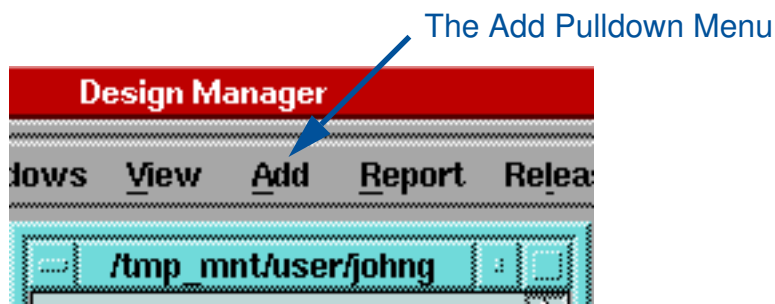 The Add Pulldown Menu
Design Manager
dows View Add Report Relea
/tmp_mnt/user/johng